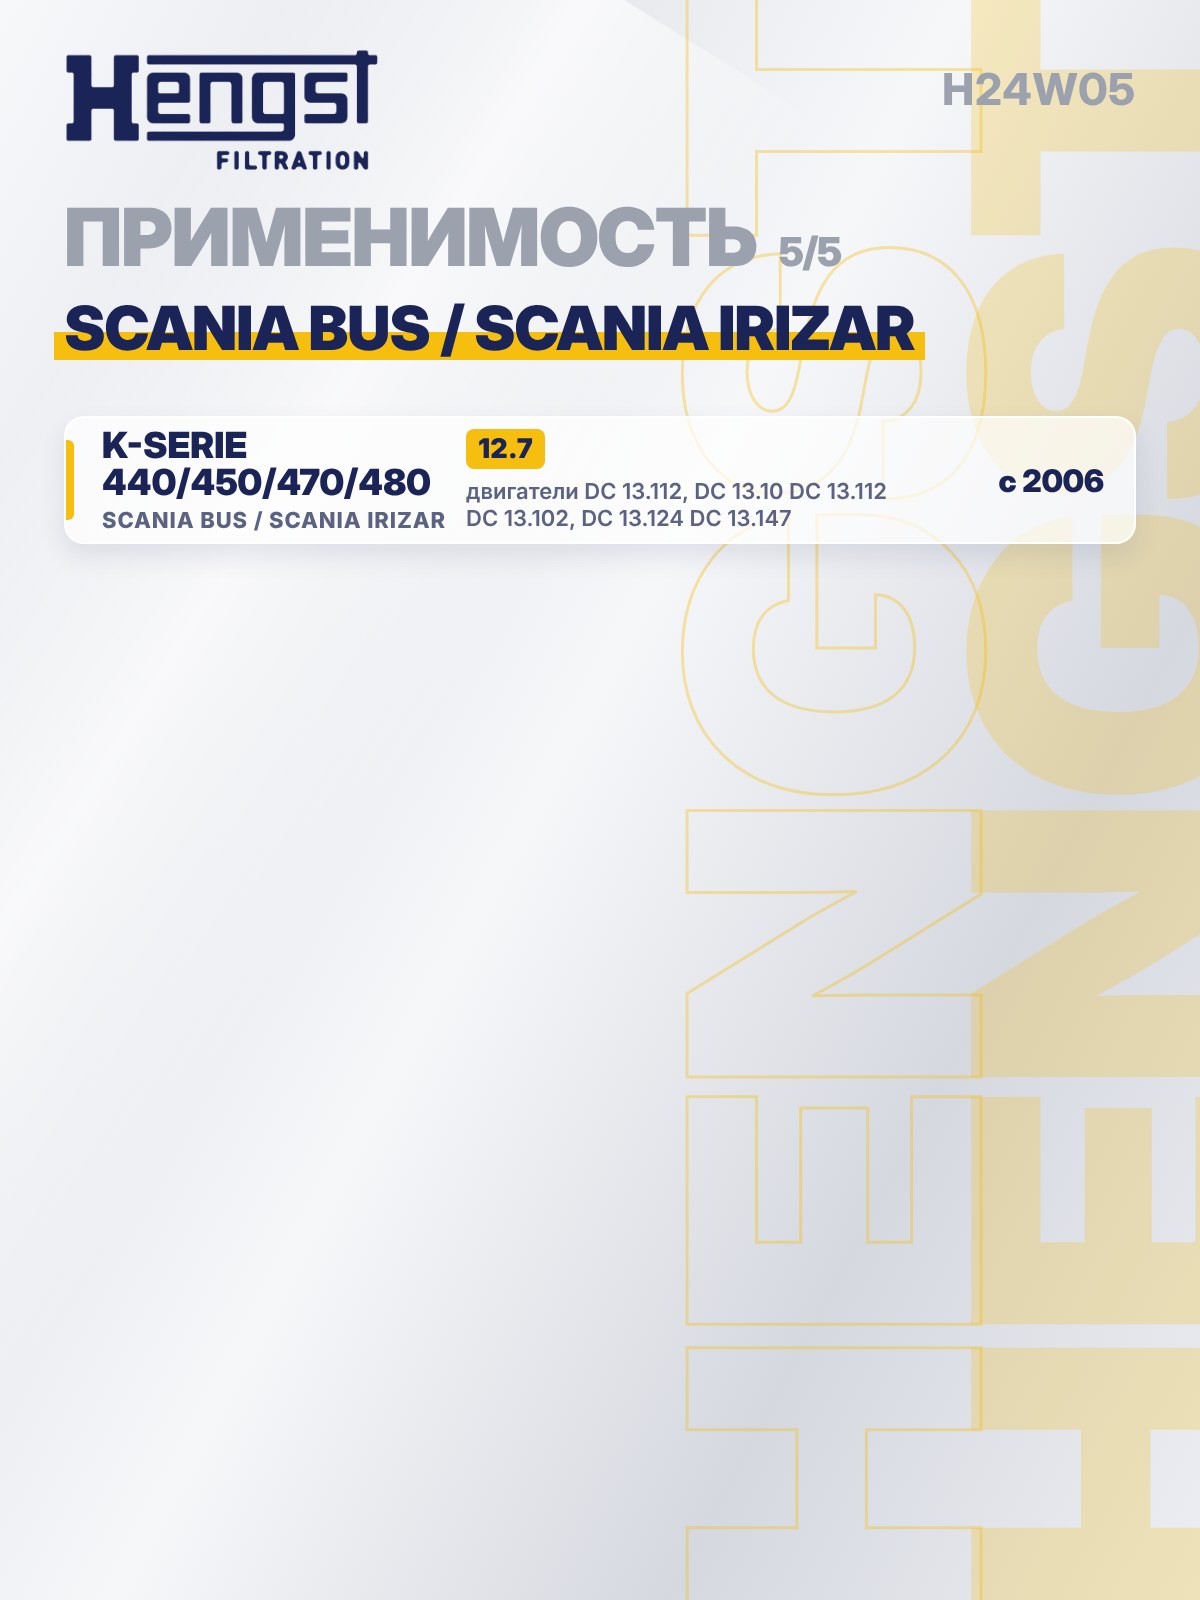 Hengst
FILTRATION
H24W05
ПРИМЕНИМОСТЬ 5/5
SCANIA BUS / SCANIA IRIZAR
K-SERIE
440/450/470/480
SCANIA BUS / SCANIA IRIZAR
12.7
двигатели DC 13.112, DC 13.10 DC 13.112
DC 13.102, DC 13.124 DC 13.147
с 2006
HENGST
HENGST